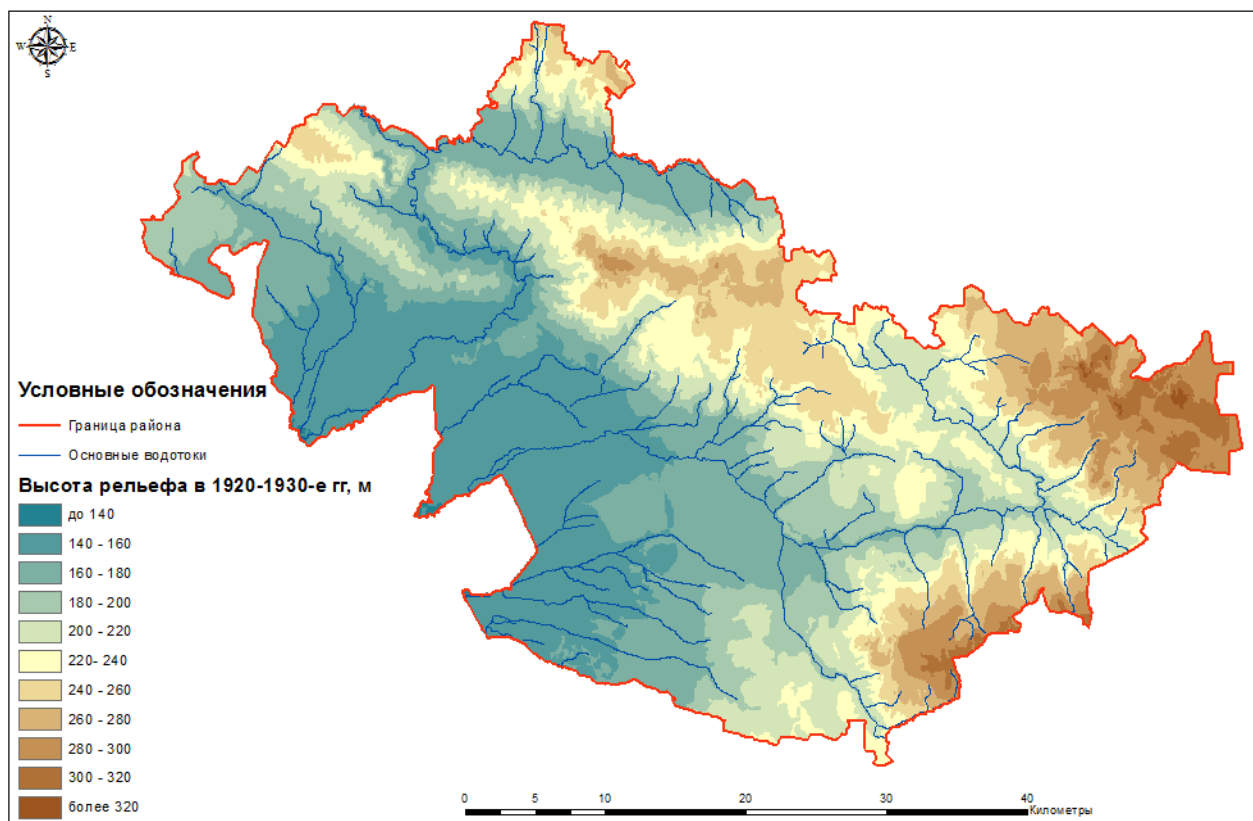 N
W E
S
Условные обозначения
Граница района
Основные водотоки
Высота рельефа в 1920-1930-е гг, м
до 140
140 - 160
160 - 180
180 - 200
200 - 220
220- 240
240 - 260
260 - 280
280 - 300
300 - 320
более 320
0 5 10 20 30 40
Километры